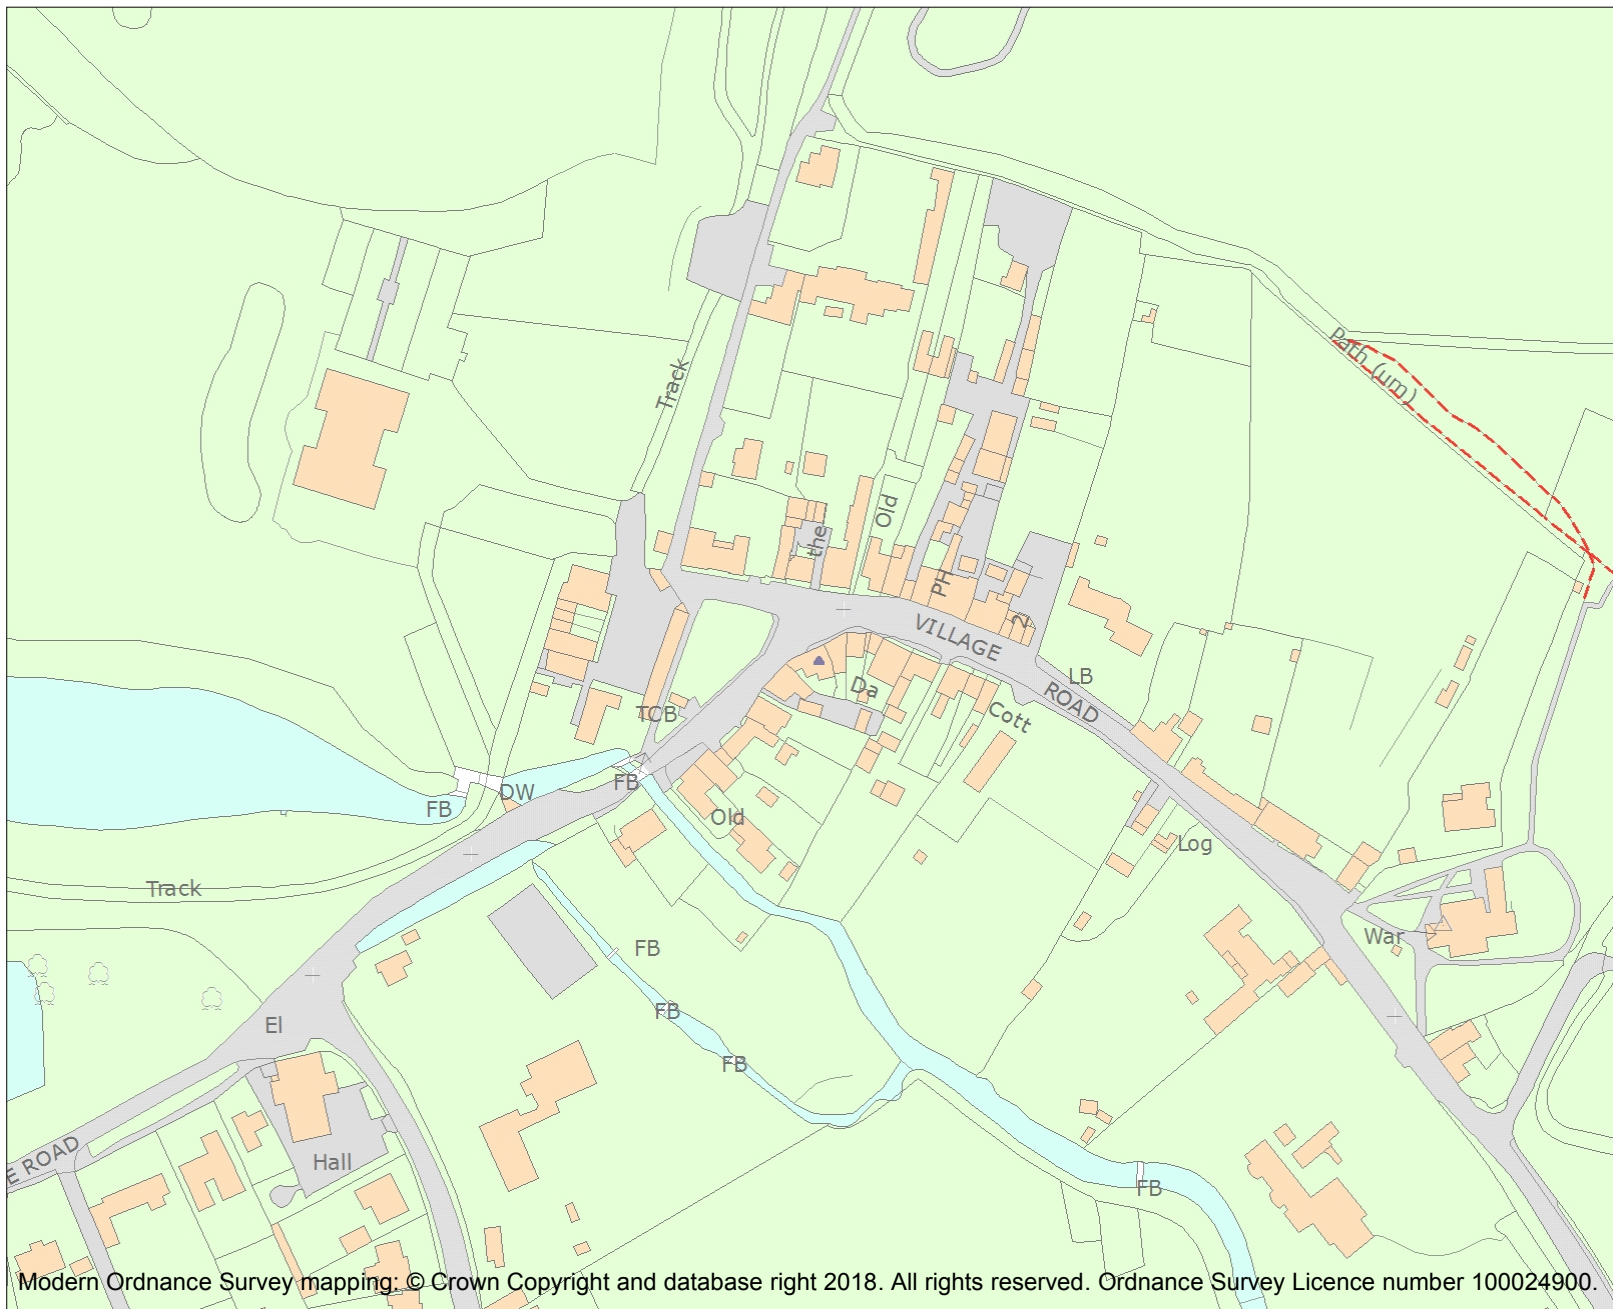 Path (um)
Track
Old
the
PH
2
VILLAGE
ROAD
LB
Da
Cott
TCB
FB
DW
FB
Old
Log
Track
War
FB
El
FB
FB
E ROAD
Hall
FB
Modern Ordnance Survey mapping: © Crown Copyright and database right 2018. All rights reserved. Ordnance Survey Licence number 100024900.